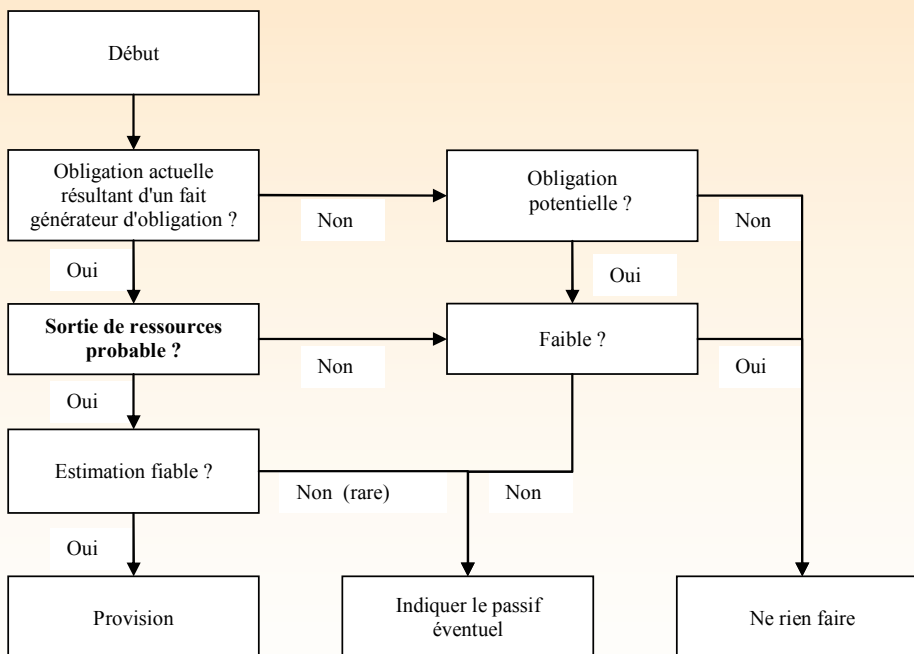 Début
Obligation actuelle
résultant d'un fait
générateur d'obligation ?
Non
Obligation
potentielle ?
Non
Oui
Oui
Sortie de ressources
probable ?
Non
Faible ?
Oui
Oui
Estimation fiable ?
Non (rare)
Non
Oui
Provision
Indiquer le passif
éventuel
Ne rien faire